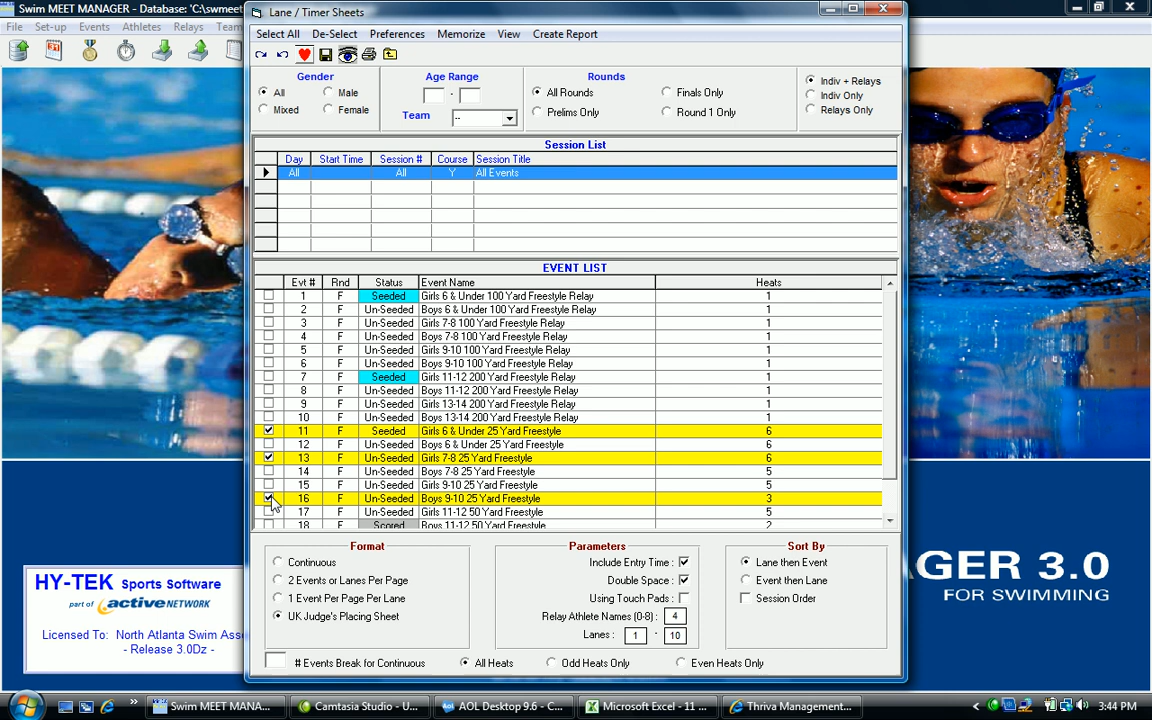 Swim MEET MANAGER - Database: 'C:\swmeet
File Set-up Events Athletes Relays Team
Lane / Timer Sheets
Select All De-Select Preferences Memorize View Create Report
Gender
All Male
Mixed Female
Age Range
-
Team --
Rounds
All Rounds Finals Only
Prelims Only Round 1 Only
Indiv + Relays
Indiv Only
Relays Only
Session List
Day Start Time Session # Course Session Title
All All Y All Events
EVENT LIST
Evt # Rnd Status Event Name Heats
1 F Seeded Girls 6 & Under 100 Yard Freestyle Relay 1
2 F Un-Seeded Boys 6 & Under 100 Yard Freestyle Relay 1
3 F Un-Seeded Girls 7-8 100 Yard Freestyle Relay 1
4 F Un-Seeded Boys 7-8 100 Yard Freestyle Relay 1
5 F Un-Seeded Girls 9-10 100 Yard Freestyle Relay 1
6 F Un-Seeded Boys 9-10 100 Yard Freestyle Relay 1
7 F Seeded Girls 11-12 200 Yard Freestyle Relay 1
8 F Un-Seeded Boys 11-12 200 Yard Freestyle Relay 1
9 F Un-Seeded Girls 13-14 200 Yard Freestyle Relay 1
10 F Un-Seeded Boys 13-14 200 Yard Freestyle Relay 1
11 F Seeded Girls 6 & Under 25 Yard Freestyle 6
12 F Un-Seeded Boys 6 & Under 25 Yard Freestyle 6
13 F Un-Seeded Girls 7-8 25 Yard Freestyle 6
14 F Un-Seeded Boys 7-8 25 Yard Freestyle 5
15 F Un-Seeded Girls 9-10 25 Yard Freestyle 5
16 F Un-Seeded Boys 9-10 25 Yard Freestyle 3
17 F Un-Seeded Girls 11-12 50 Yard Freestyle 5
18 F Scored Boys 11-12 50 Yard Freestyle 2
Format
Continuous
2 Events or Lanes Per Page
1 Event Per Page Per Lane
UK Judge's Placing Sheet
Parameters
Include Entry Time :
Double Space :
Using Touch Pads :
Relay Athlete Names (0-8) : 4
Lanes : 1 - 10
Sort By
Lane then Event
Event then Lane
Session Order
# Events Break for Continuous All Heats Odd Heats Only Even Heats Only
HY-TEK Sports Software
part of active NETWORK
Licensed To: North Atlanta Swim Ass
- Release 3.0Dz -
GER 3.0
FOR SWIMMING
» Swim MEET MANA... Camtasia Studio - U... AOL Desktop 9.6 - C... Microsoft Excel - 11 ... Thriva Management... 3:44 PM